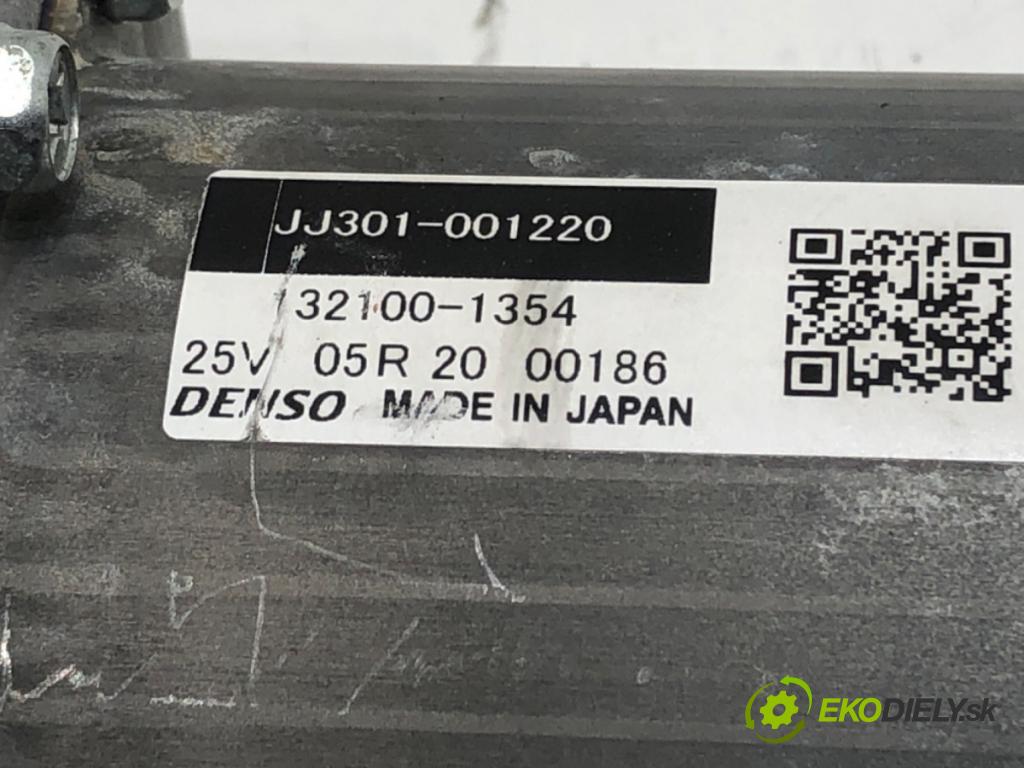 JJ301-001220
132100-1354
25V 05R 20 00186
DENSO MADE IN JAPAN
EKODIELY.sk